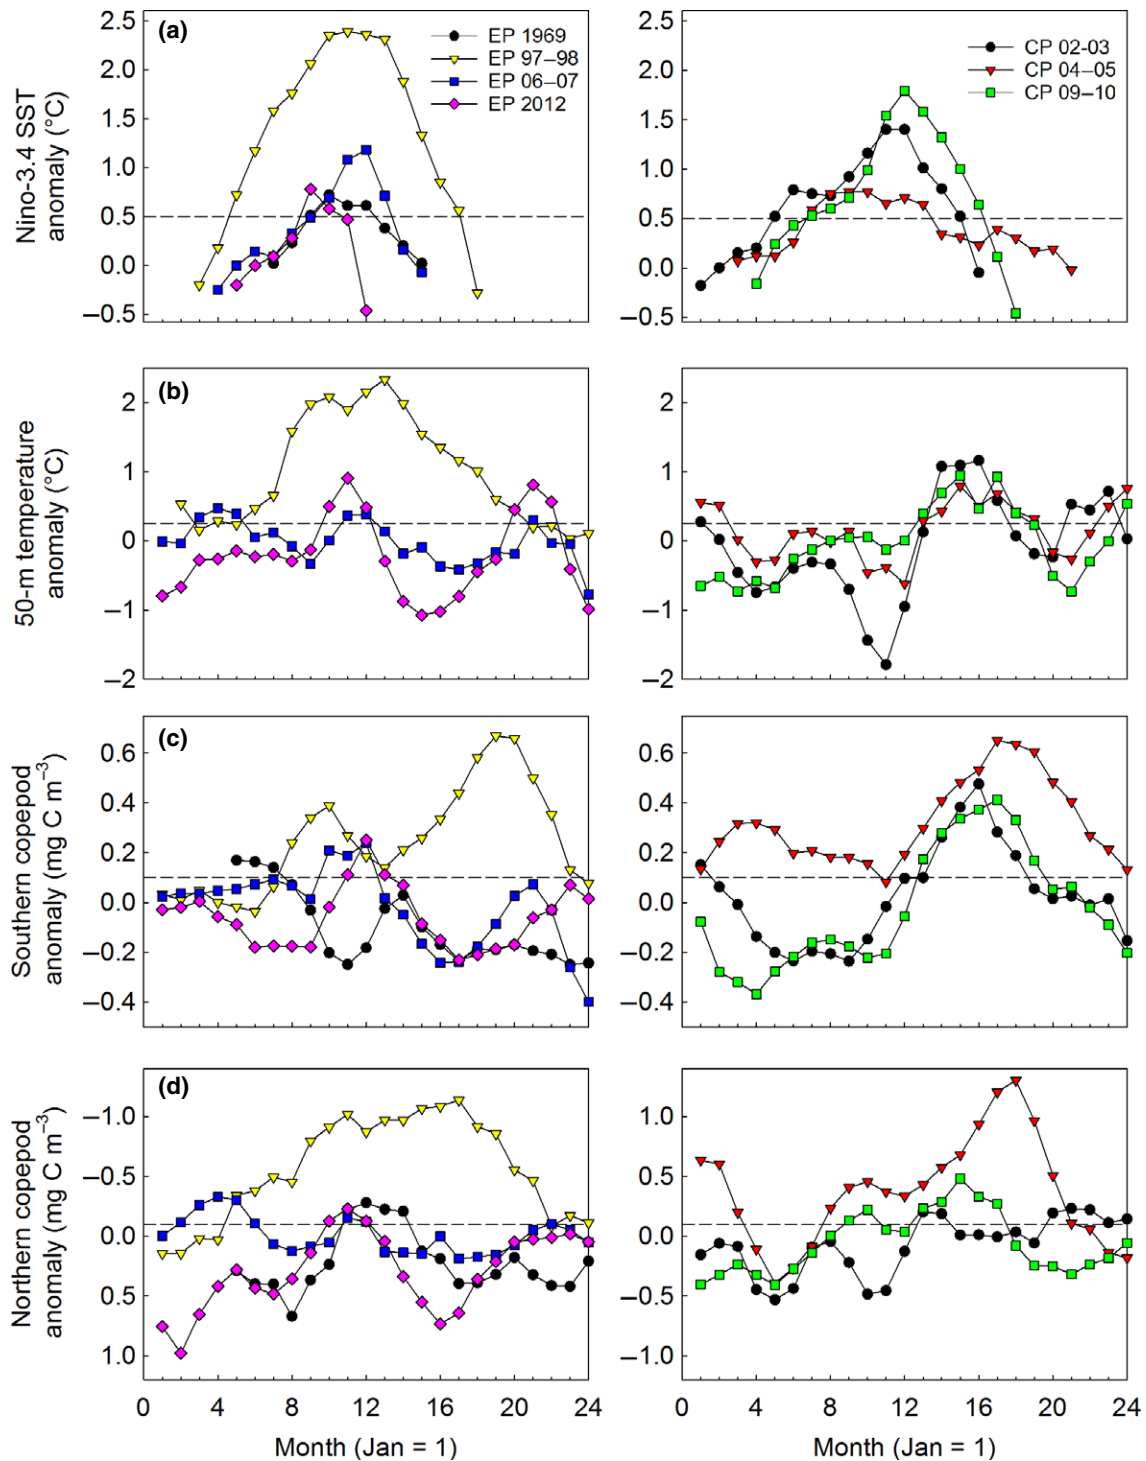 (a)
EP 1969
EP 97–98
EP 06–07
EP 2012
CP 02-03
CP 04–05
CP 09–10
Nino-3.4 SST
anomaly (°C)
2.5
2.0
1.5
1.0
0.5
0.0
–0.5
2.5
2.0
1.5
1.0
0.5
0.0
–0.5
(b)
50-m temperature
anomaly (°C)
2
1
0
–1
–2
2
1
0
–1
–2
(c)
Southern copepod
anomaly (mg C m–3)
0.6
0.4
0.2
0.0
–0.2
–0.4
0.6
0.4
0.2
0.0
–0.2
–0.4
(d)
Northern copepod
anomaly (mg C m–3)
–1.0
–0.5
0.0
0.5
1.0
1.0
0.5
0.0
–0.5
–1.0
0 4 8 12 16 20 24
0 4 8 12 16 20 24
Month (Jan = 1)
Month (Jan = 1)